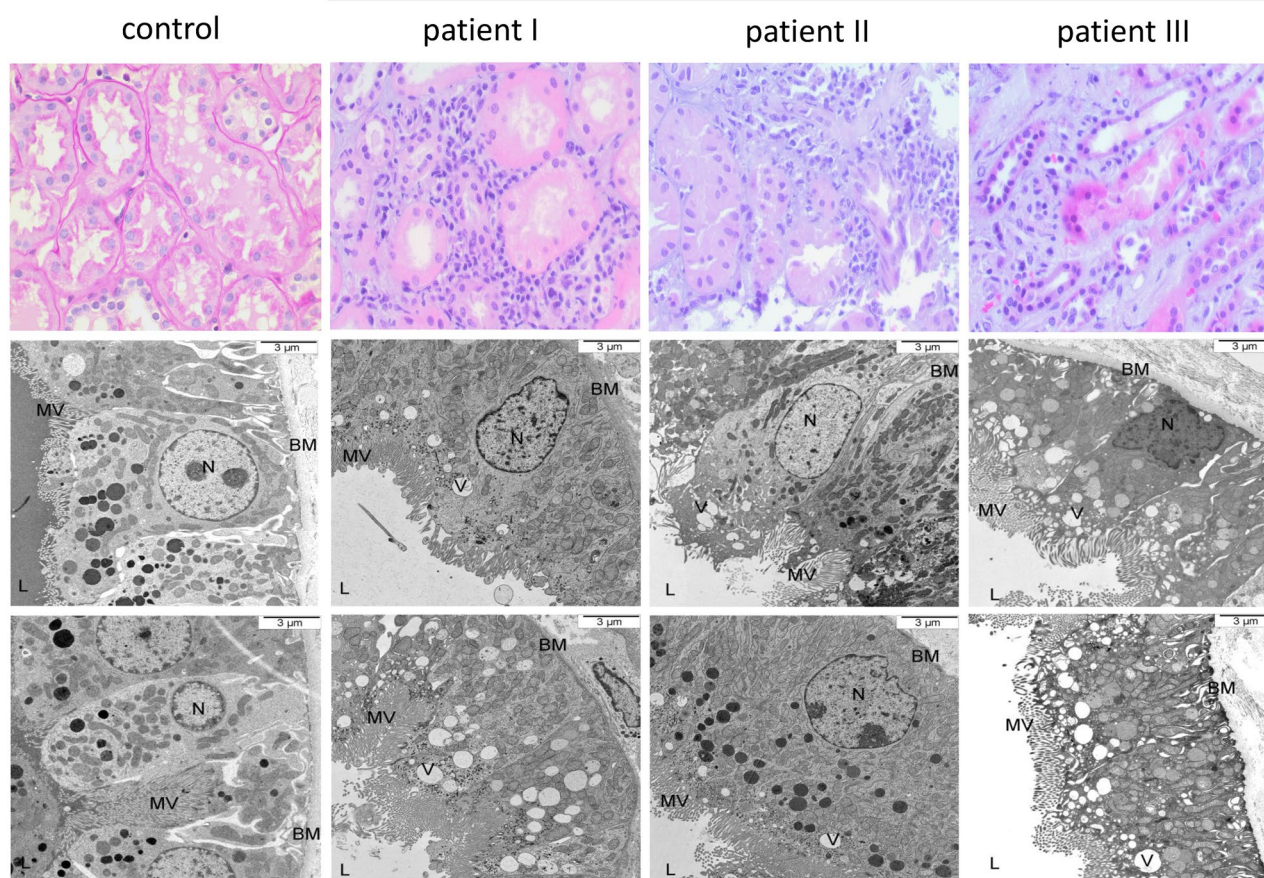 control patient I patient II patient III
3 µm 3 µm 3 µm 3 µm
BM BM BM
MV N
N N N
BM MV
V V MV V
MV
L L L L
3 µm 3 µm 3 µm 3 µm
BM BM
N N BM
MV MV
MV V
MV
BM V
L L L L V